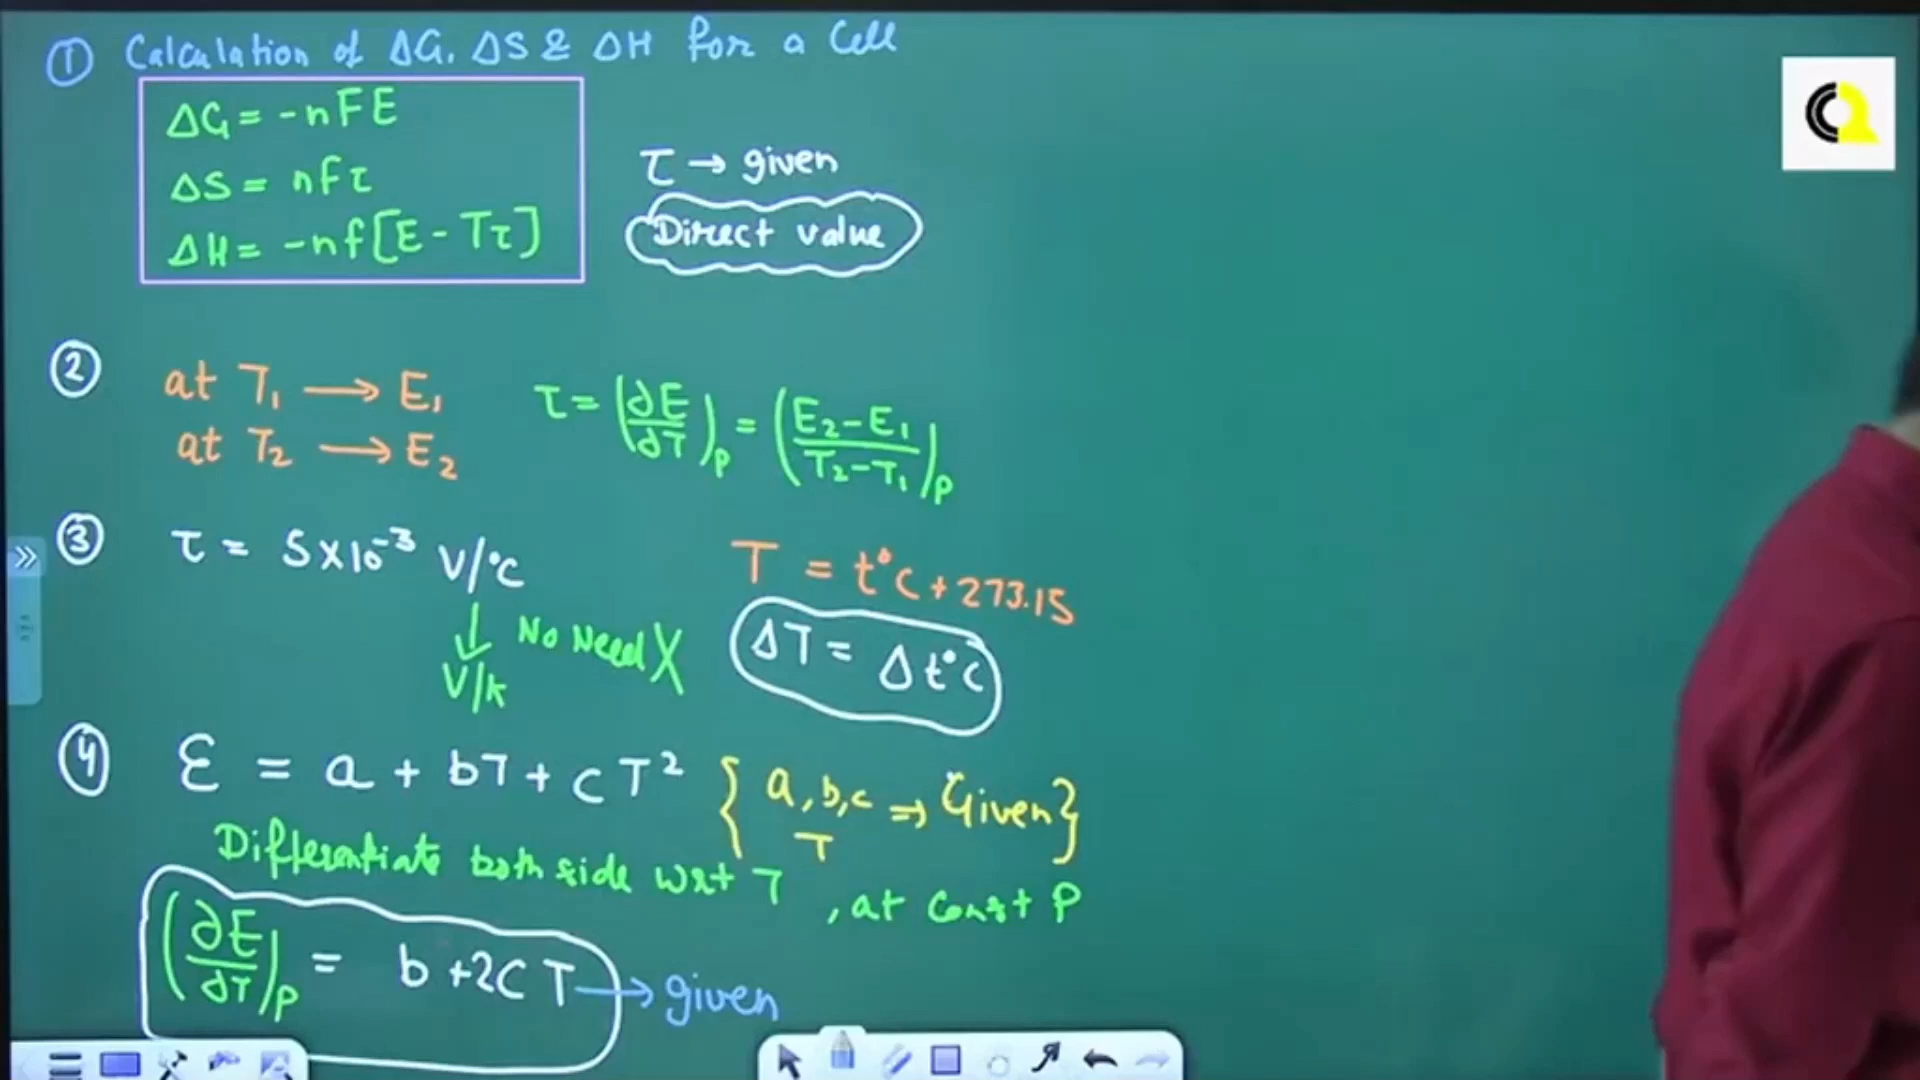 ① Calculation of ΔG, ΔS & ΔH for a Cell
ΔG = -nFE
ΔS = nfτ
ΔH = -nf[E - Tτ]
τ → given
Direct value
② at T₁ → E₁
at T₂ → E₂
τ = (∂E/∂T)p = (E₂-E₁/T₂-T₁)p
③ τ = 5×10⁻³ V/°C
↓ No Need X
V/k
T = t°C + 273.15
ΔT = Δt°C
④ E = a + bT + cT² { a,b,c ⇒ Given }
T
Differentiate both side wrt T, at const P
(∂E/∂T)p = b + 2CT → given